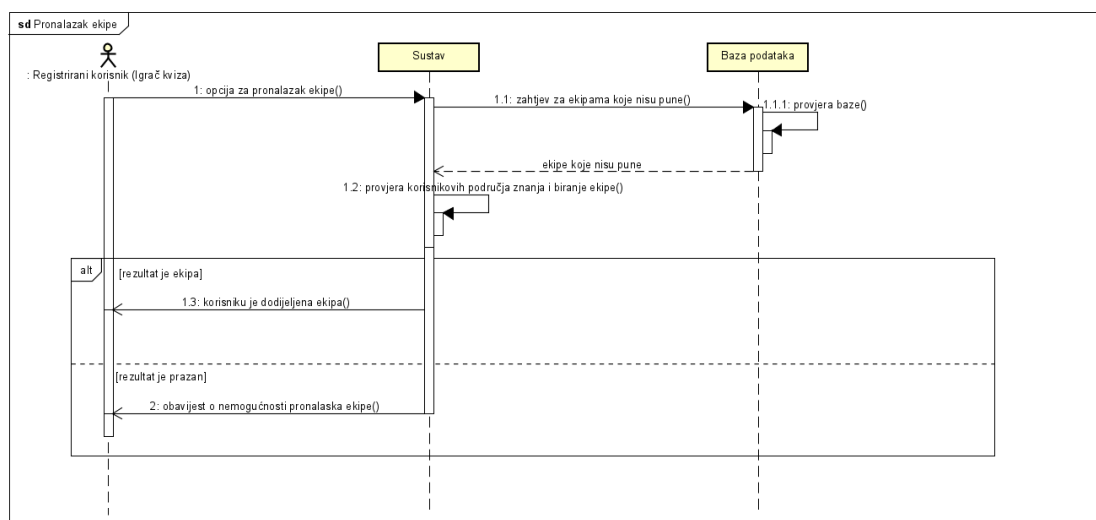 sd Pronalazak ekipe
: Registrirani korisnik (Igrač kviza)
Sustav
Baza podataka
1: opcija za pronalazak ekipe()
1.1: zahtjev za ekipama koje nisu pune()
1.1.1: provjera baze()
ekipe koje nisu pune
1.2: provjera korisnikovih područja znanja i biranje ekipe()
alt
[rezultat je ekipa]
1.3: korisniku je dodijeljena ekipa()
[rezultat je prazan]
2: obavijest o nemogućnosti pronalaska ekipe()